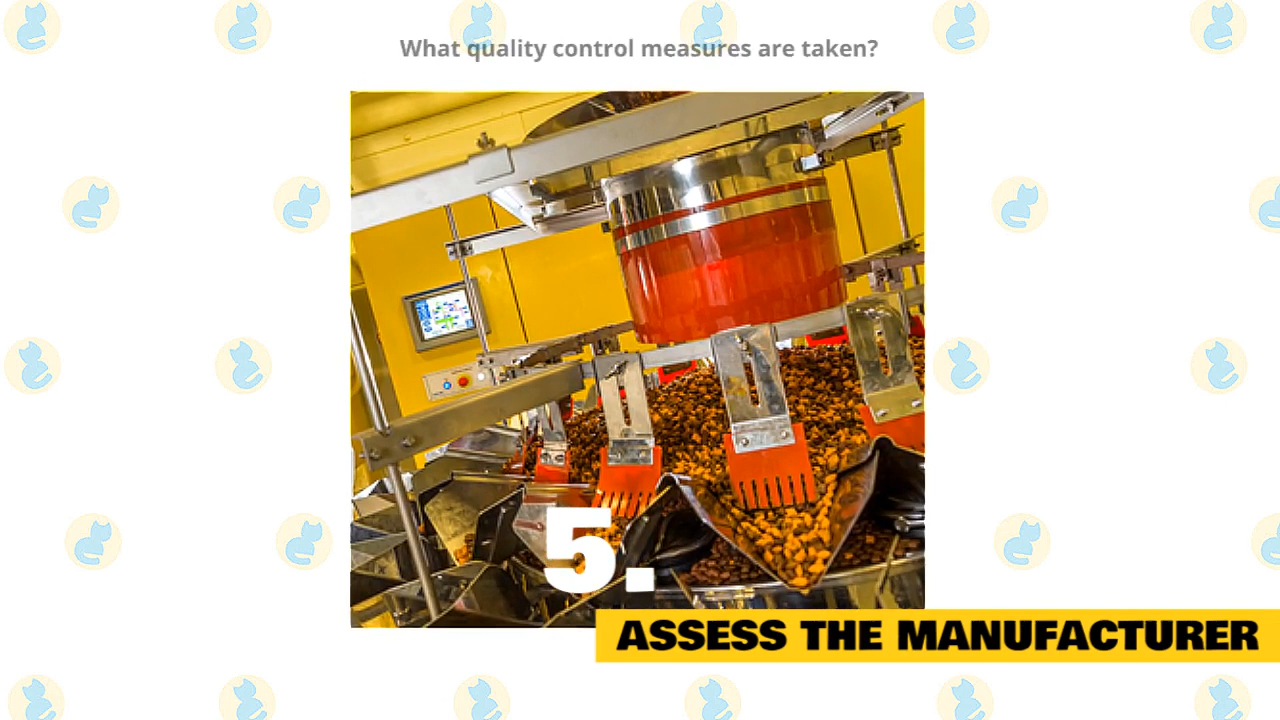 What quality control measures are taken?
5.
ASSESS THE MANUFACTURER